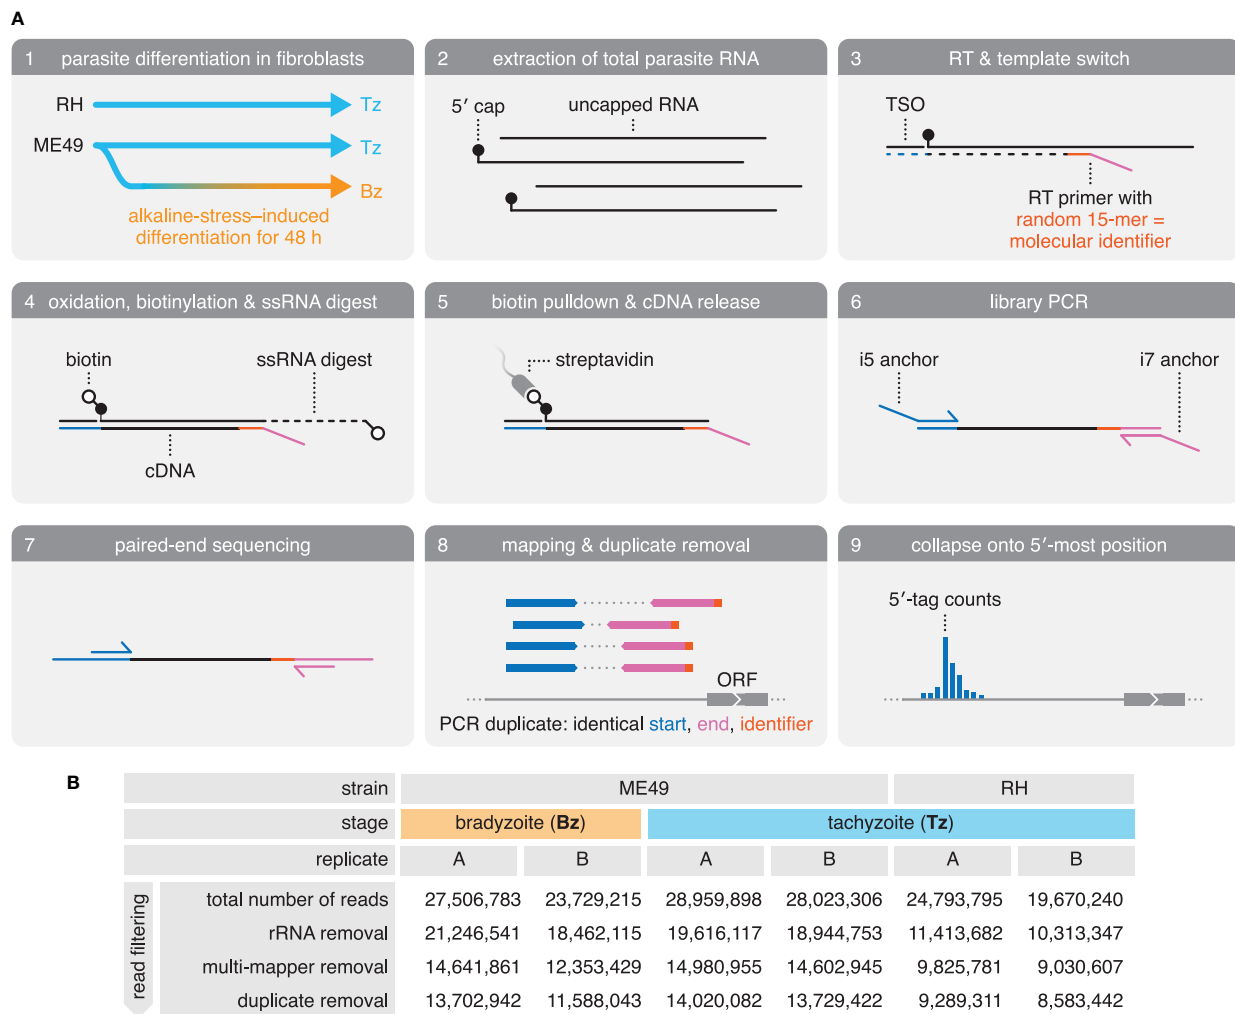 A
1 parasite differentiation in fibroblasts
RH
Tz
ME49
Tz
Bz
alkaline-stress–induced
differentiation for 48 h
2 extraction of total parasite RNA
5′ cap
uncapped RNA
3 RT & template switch
TSO
RT primer with
random 15-mer =
molecular identifier
4 oxidation, biotinylation & ssRNA digest
biotin
ssRNA digest
cDNA
5 biotin pulldown & cDNA release
streptavidin
6 library PCR
i5 anchor
i7 anchor
7 paired-end sequencing
8 mapping & duplicate removal
ORF
PCR duplicate: identical start, end, identifier
9 collapse onto 5′-most position
5′-tag counts
B
strain ME49 RH
stage bradyzoite (Bz) tachyzoite (Tz)
replicate A B A B A B
read filtering
total number of reads 27,506,783 23,729,215 28,959,898 28,023,306 24,793,795 19,670,240
rRNA removal 21,246,541 18,462,115 19,616,117 18,944,753 11,413,682 10,313,347
multi-mapper removal 14,641,861 12,353,429 14,980,955 14,602,945 9,825,781 9,030,607
duplicate removal 13,702,942 11,588,043 14,020,082 13,729,422 9,289,311 8,583,442